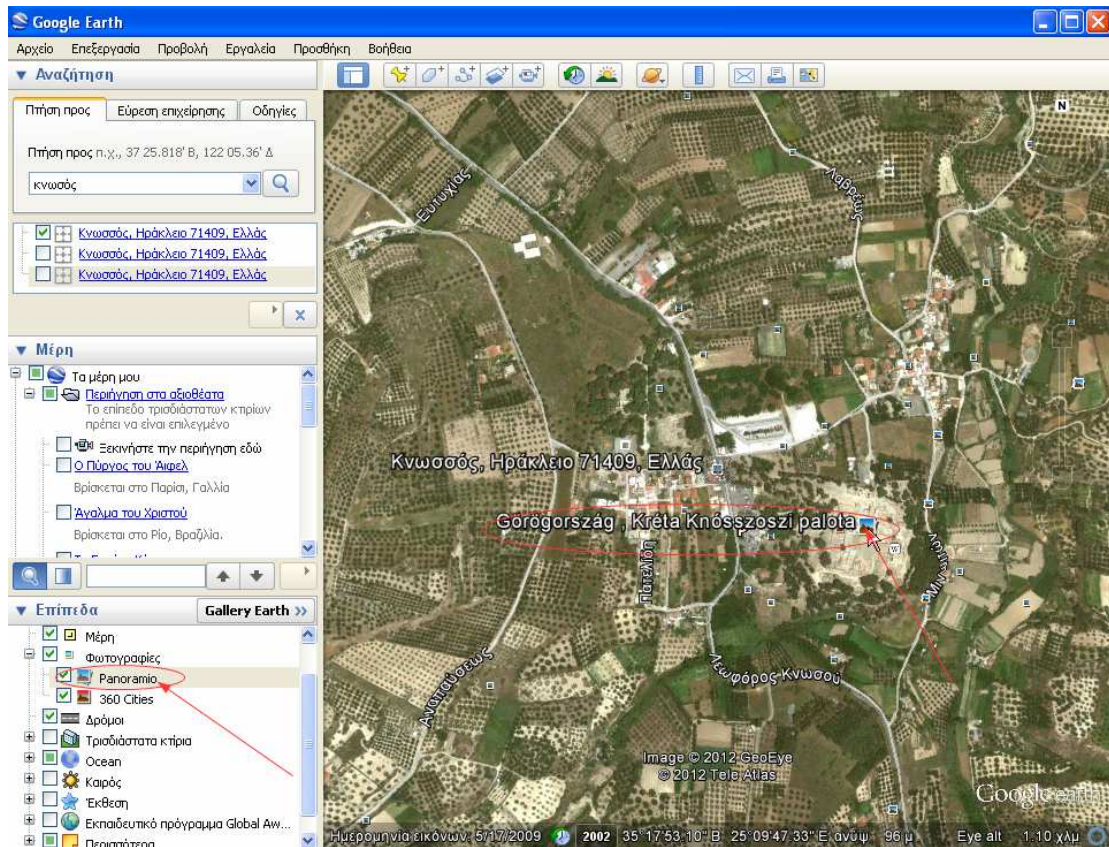 Google Earth
Αρχείο Επεξεργασία Προβολή Εργαλεία Προσθήκη Βοήθεια
Αναζήτηση
Πτήση προς Εύρεση επιχείρησης Οδηγίες
Πτήση προς π.χ., 37 25.818' Β, 122 05.36' Δ
κνωσός
Κνωσσός, Ηράκλειο 71409, Ελλάς
Κνωσσός, Ηράκλειο 71409, Ελλάς
Κνωσσός, Ηράκλειο 71409, Ελλάς
Μέρη
Τα μέρη μου
Περιήγηση στα αξιοθέατα
Το επίπεδο τρισδιάστατων κτιρίων
πρέπει να είναι επιλεγμένο
Ξεκινήστε την περιήγηση εδώ
Ο Πύργος του Άιφελ
Βρίσκεται στο Παρίσι, Γαλλία
Άγαλμα του Χριστού
Βρίσκεται στο Ρίο, Βραζιλία.
Επίπεδα
Gallery Earth >>
Μέρη
Φωτογραφίες
Panoramio
360 Cities
Δρόμοι
Τρισδιάστατα κτίρια
Ocean
Καιρός
Έκθεση
Εκπαιδευτικό πρόγραμμα Global Aw...
Περισσότερα
N
Ευτυχίας
Λαβρέως
Κνωσσός, Ηράκλειο 71409, Ελλάς
Görögország , Kréta Knósszoszi palota
W
Πατελίδη
Αναπαύσεως
Λεωφόρος Κνωσού
Image © 2012 GeoEye
© 2012 Tele Atlas
Google earth
Ημερομηνία εικόνων: 5/17/2009 2002 35°17'53.10" Β 25°09'47.33" Ε ανύψ 96 μ Eye alt 1.10 χλμ